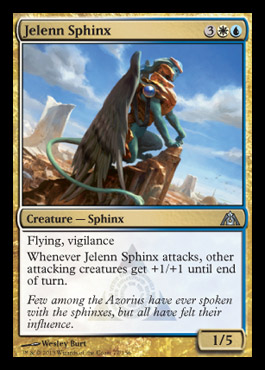 Jelenn Sphinx 3
Creature — Sphinx
Flying, vigilance
Whenever Jelenn Sphinx attacks, other
attacking creatures get +1/+1 until end
of turn.
Few among the Azorius have ever spoken
with the sphinxes, but all have felt their
influence.
1/5
Wesley Burt